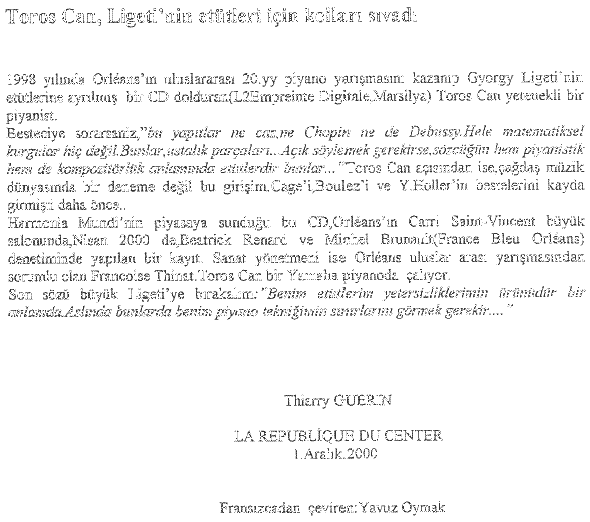 Toros Can, Ligeti'nin etütleri için kolları sıvadı
1998 yılında Orléans'ın uluslararası 20.yy piyano yarışmasını kazanıp Gyorgy Ligeti'nin
etütlerine ayrılmış bir CD dolduran(L2Empreinte Digitale,Marsilya) Toros Can yetenekli bir
piyanist.
Besteciye sorarsanız,"bu yapıtlar ne caz,ne Chopin ne de Debussy.Hele matematiksel
kurgular hiç değil.Bunlar,ustalık parçaları...Açık söylemek gerekirse,sözcüğün hem piyanistik
hem de kompozitörlük anlamında etütlerdir bunlar..."Toros Can açısından ise,çağdaş müzik
dünyasında bir deneme değil bu girişim.Cage'i,Boulez'i ve Y.Höller'in bestelerini kayda
girmişti daha önce..
Harmonia Mundi'nin piyasaya sunduğu bu CD,Orléans'ın Carri Saint-Vincent büyük
salonunda,Nisan 2000 de,Beatrick Renard ve Michel Brunault(France Bleu Orléans)
denetiminde yapılan bir kayıt. Sanat yönetmeni ise Orléans uluslar arası yarışmasından
sorumlu olan Francoise Thinat.Toros Can bir Yamaha piyanoda çalıyor.
Son sözü büyük Ligeti'ye bırakalım:"Benim etütlerim yetersizliklerimin ürünüdür bir
anlamda.Aslında bunlarda benim piyano tekniğimin sınırlarını görmek gerekir...."
Thierry GUERIN
LA REPUBLİQUE DU CENTER
1.Aralık.2000
Fransızcadan çeviren:Yavuz Oymak